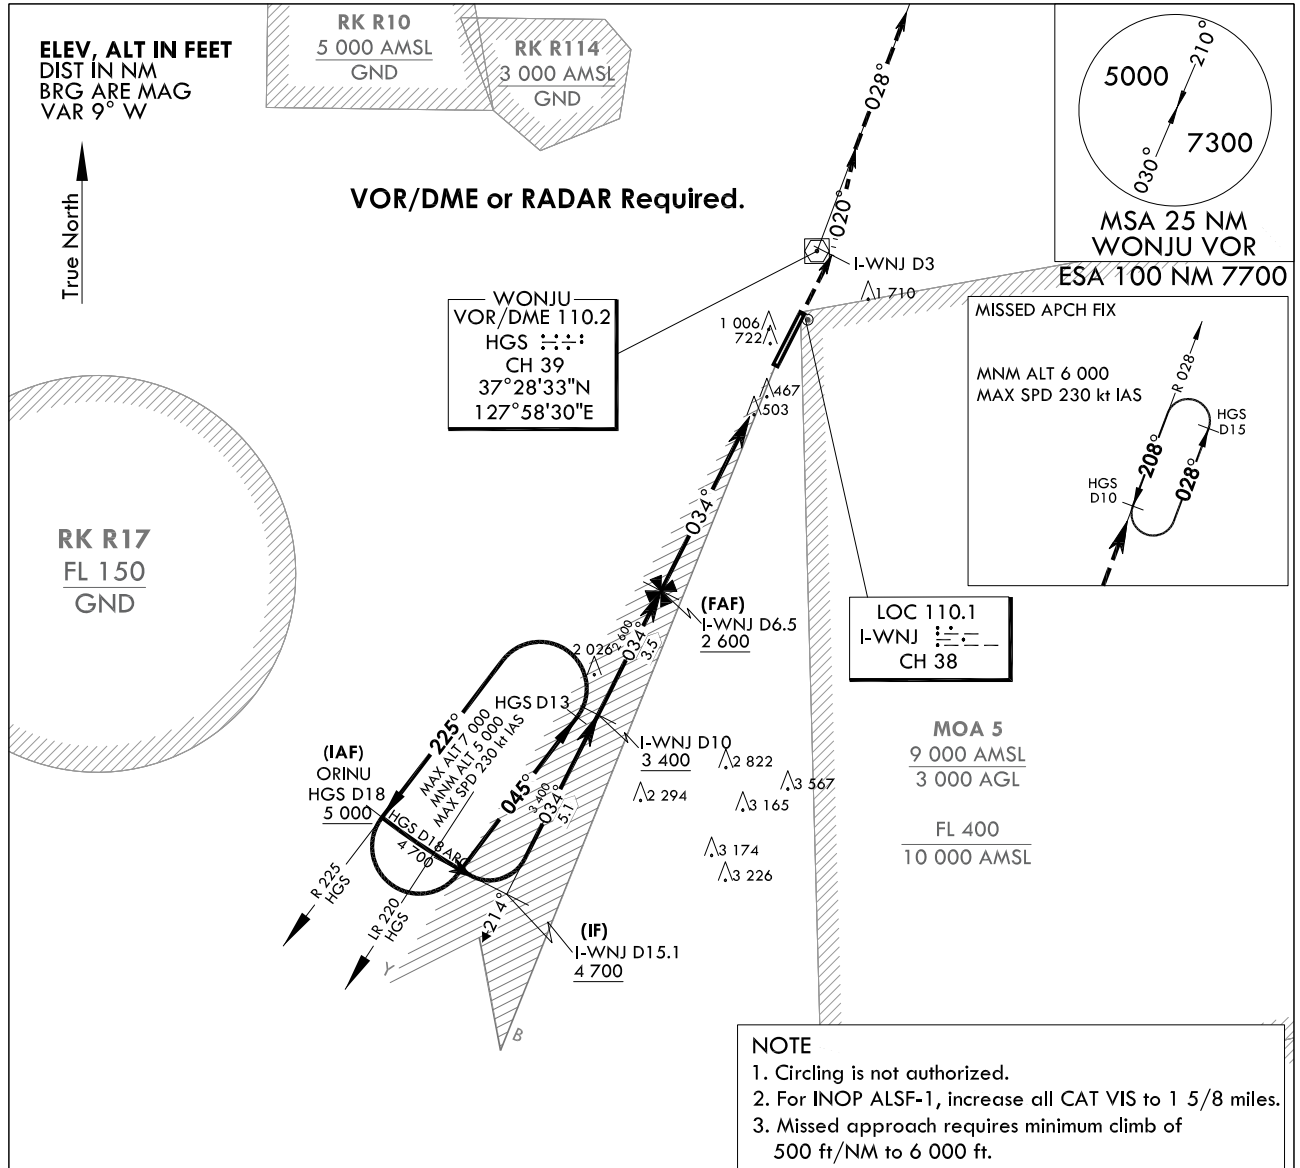 ELEV, ALT IN FEET
DIST IN NM
BRG ARE MAG
VAR 9° W
True North
RK R10
5 000 AMSL
GND
RK R114
3 000 AMSL
GND
VOR/DME or RADAR Required.
028°
020°
I-WNJ D3
1 710
5000
210°
7300
030°
MSA 25 NM
WONJU VOR
ESA 100 NM 7700
MISSED APCH FIX
MNM ALT 6 000
MAX SPD 230 kt IAS
R 028
HGS
D15
208°
028°
HGS
D10
WONJU
VOR/DME 110.2
HGS
CH 39
37°28'33"N
127°58'30"E
1 006
722
467
503
034°
RK R17
FL 150
GND
(FAF)
I-WNJ D6.5
2 600
LOC 110.1
I-WNJ
CH 38
2 026
2 600
034°
3.5
HGS D13
I-WNJ D10
3 400
225°
MAX ALT 7 000
MNM ALT 5 000
MAX SPD 230 kt IAS
045°
3 400
034°
5.1
(IAF)
ORINU
HGS D18
5 000
HGS D18 ARC
4 700
R 225
HGS
LR 220
HGS
214°
(IF)
I-WNJ D15.1
4 700
Y
B
2 822
2 294
3 567
3 165
3 174
3 226
MOA 5
9 000 AMSL
3 000 AGL
FL 400
10 000 AMSL
NOTE
1. Circling is not authorized.
2. For INOP ALSF-1, increase all CAT VIS to 1 5/8 miles.
3. Missed approach requires minimum climb of
500 ft/NM to 6 000 ft.